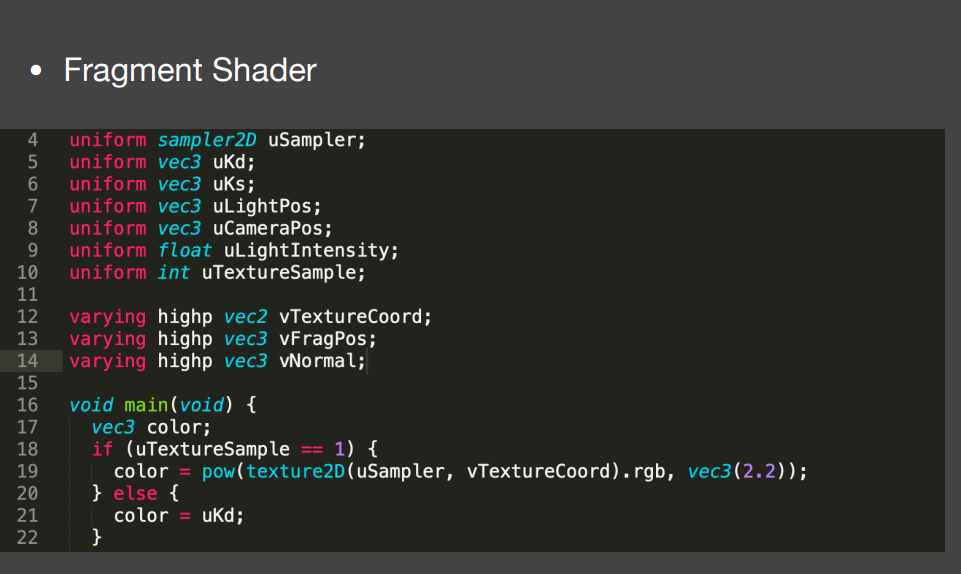 • Fragment Shader
4 uniform sampler2D uSampler;
5 uniform vec3 uKd;
6 uniform vec3 uKs;
7 uniform vec3 uLightPos;
8 uniform vec3 uCameraPos;
9 uniform float uLightIntensity;
10 uniform int uTextureSample;
11
12 varying highp vec2 vTextureCoord;
13 varying highp vec3 vFragPos;
14 varying highp vec3 vNormal;
15
16 void main(void) {
17   vec3 color;
18   if (uTextureSample == 1) {
19     color = pow(texture2D(uSampler, vTextureCoord).rgb, vec3(2.2));
20   } else {
21     color = uKd;
22   }